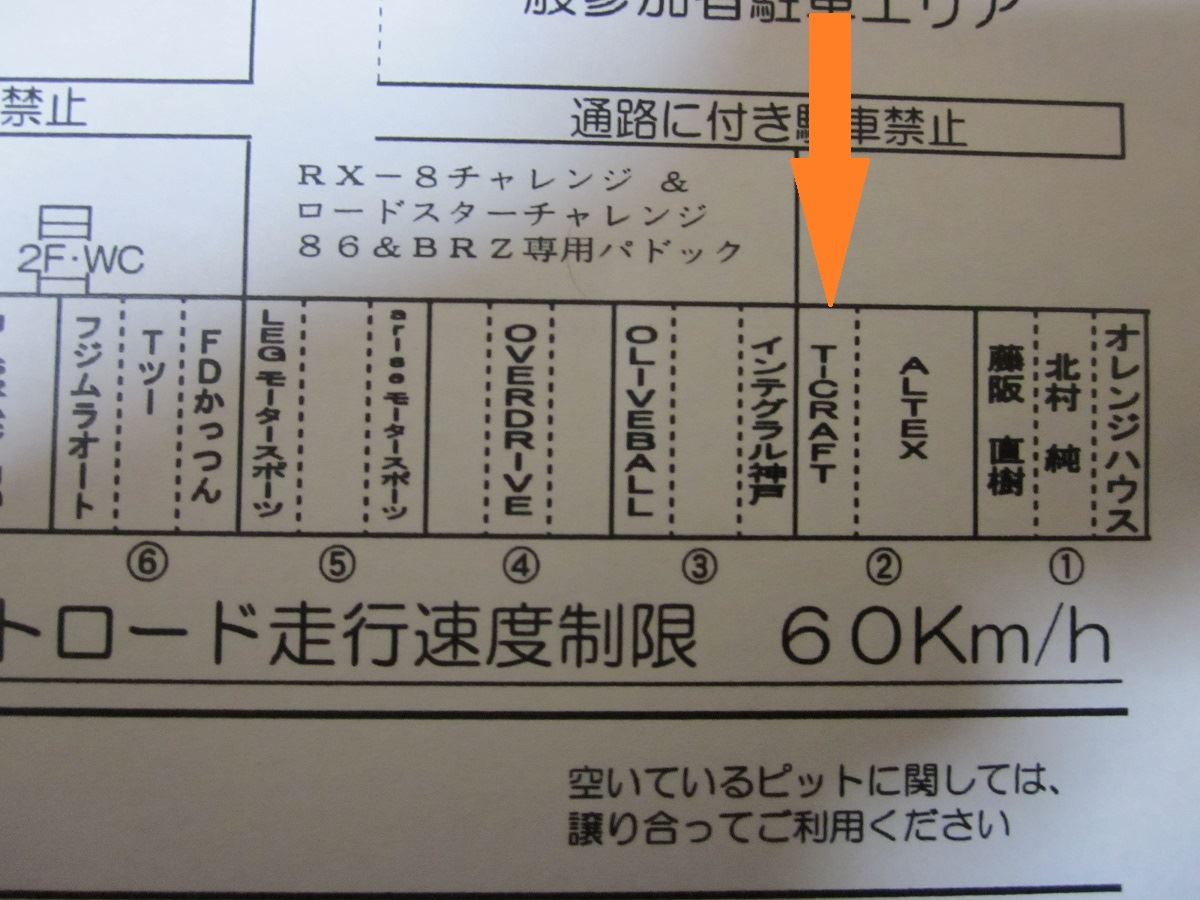 般参加者駐車エリア
禁止
通路に付き駐車禁止
RX－8チャレンジ &
ロードスターチャレンジ
86&BRZ専用パドック
2F・WC
フジムラオート
Tツー
FDかっつん
LEGモータースポーツ
ariseモータースポーツ
OVERDRIVE
OLIVEBALL
インテグラル神戸
TICRAFT
ALTEX
藤阪 直樹
北村 純
オレンジハウス
⑥ ⑤ ④ ③ ② ①
トロード走行速度制限 60Km/h
空いているピットに関しては、
譲り合ってご利用ください